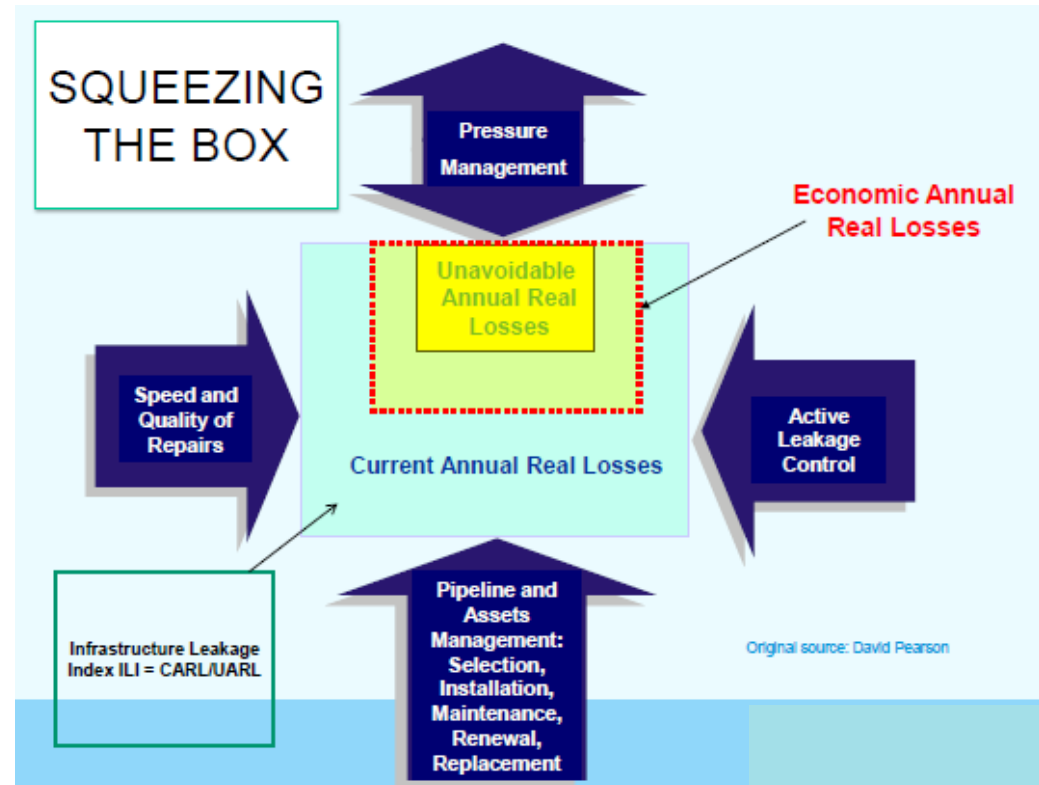 SQUEEZING
THE BOX
Pressure
Management
Economic Annual
Real Losses
Unavoidable
Annual Real
Losses
Speed and
Quality of
Repairs
Active
Leakage
Control
Current Annual Real Losses
Pipeline and
Assets
Management:
Selection,
Installation,
Maintenance,
Renewal,
Replacement
Infrastructure Leakage
Index ILI = CARL/UARL
Original source: David Pearson